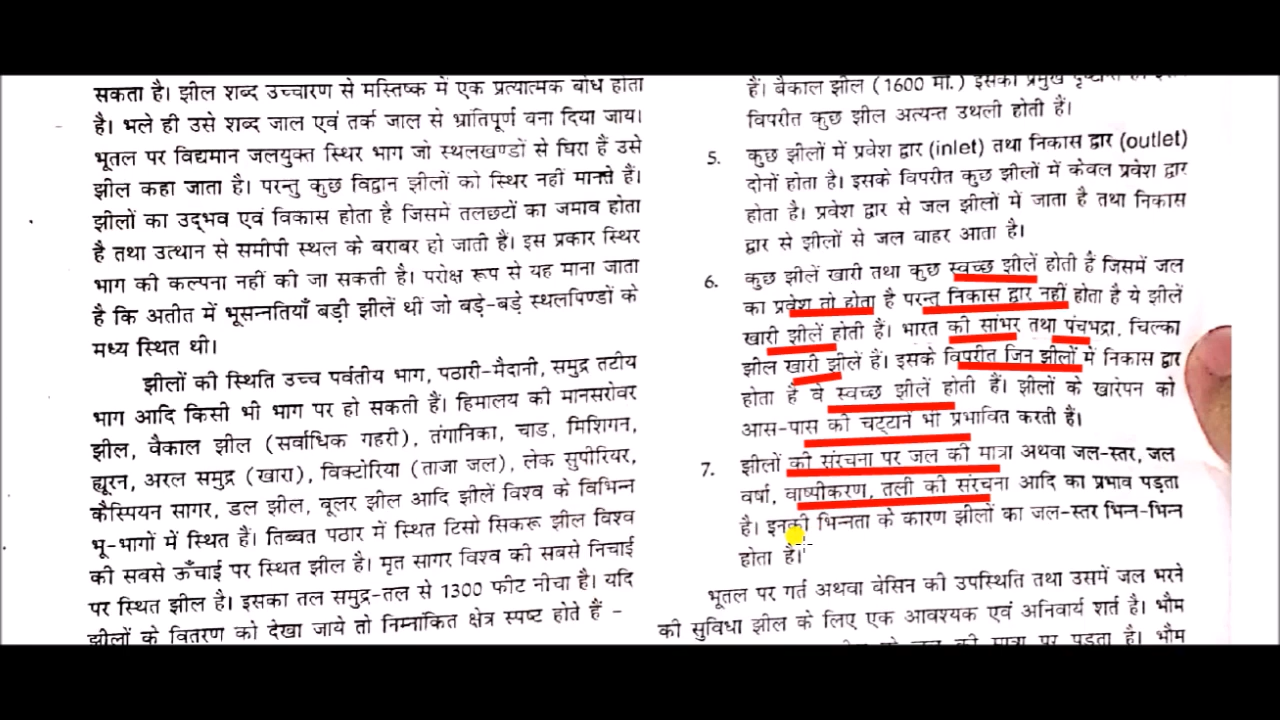 सकता है। झील शब्द उच्चारण से मस्तिष्क में एक प्रत्यात्मक बोध होता
है। भले ही उसे शब्द जाल एवं तर्क जाल से भ्रांतिपूर्ण बना दिया जाय।
भूतल पर विद्यमान जलयुक्त स्थिर भाग जो स्थलखण्डों से घिरा हैं उसे
झील कहा जाता है। परन्तु कुछ विद्वान झीलों को स्थिर नहीं मानते हैं।
झीलों का उद्भव एवं विकास होता है जिसमें तलछटों का जमाव होता
है तथा उत्थान से समीपी स्थल के बराबर हो जाती हैं। इस प्रकार स्थिर
भाग की कल्पना नहीं की जा सकती है। परोक्ष रूप से यह माना जाता
है कि अतीत में भूसन्नतियाँ बड़ी झीलें थीं जो बड़े-बड़े स्थलपिण्डों के
मध्य स्थित थी।
झीलों की स्थिति उच्च पर्वतीय भाग, पठारी-मैदानी, समुद्र तटीय
भाग आदि किसी भी भाग पर हो सकती हैं। हिमालय की मानसरोवर
झील, वैकाल झील (सर्वाधिक गहरी), तंगानिका, चाड, मिशिगन,
ह्यूरन, अरल समुद्र (खारा), विक्टोरिया (ताजा जल), लेक सुपीरियर,
कैस्पियन सागर, डल झील, वूलर झील आदि झीलें विश्व के विभिन्न
भू-भागों में स्थित हैं। तिब्बत पठार में स्थित टिसो सिकरू झील विश्व
की सबसे ऊँचाई पर स्थित झील है। मृत सागर विश्व की सबसे निचाई
पर स्थित झील है। इसका तल समुद्र-तल से 1300 फीट नीचा है। यदि
झीलों के वितरण को देखा जाये तो निम्नांकित क्षेत्र स्पष्ट होते हैं -
हैं। बैकाल झील (1600 मी.) इसका प्रमुख
विपरीत कुछ झील अत्यन्त उथली होती हैं।
5. कुछ झीलों में प्रवेश द्वार (inlet) तथा निकास द्वार (outlet)
दोनों होता है। इसके विपरीत कुछ झीलों में केवल प्रवेश द्वार
होता है। प्रवेश द्वार से जल झीलों में जाता है तथा निकास
द्वार से झीलों से जल वाहर आता है।
6. कुछ झीलें खारी तथा कुछ स्वच्छ झीलें होती हैं जिसमें जल
का प्रवेश तो होता है परन्तु निकास द्वार नहीं होता है ये झीलें
खारी झीलें होती हैं। भारत की सांभर तथा पंचभद्रा, चिल्का
झील खारी झीलें हैं। इसके विपरीत जिन झीलों में निकास द्वार
होता है वे स्वच्छ झीलें होती हैं। झीलों के खारेपन को
आस-पास की चट्टानें भी प्रभावित करती हैं।
7. झीलों की संरचना पर जल की मात्रा अथवा जल-स्तर, जल
वर्षा, वाष्पीकरण, तली की संरचना आदि का प्रभाव पड़ता
है। इनकी भिन्नता के कारण झीलों का जल-स्तर भिन्न-भिन्न
होता है।
भूतल पर गर्त अथवा वेसिन की उपस्थिति तथा उसमें जल भरने
की सुविधा झील के लिए एक आवश्यक एवं अनिवार्य शर्त है। भौम
जल की मात्रा पर पड़ता है। भौम